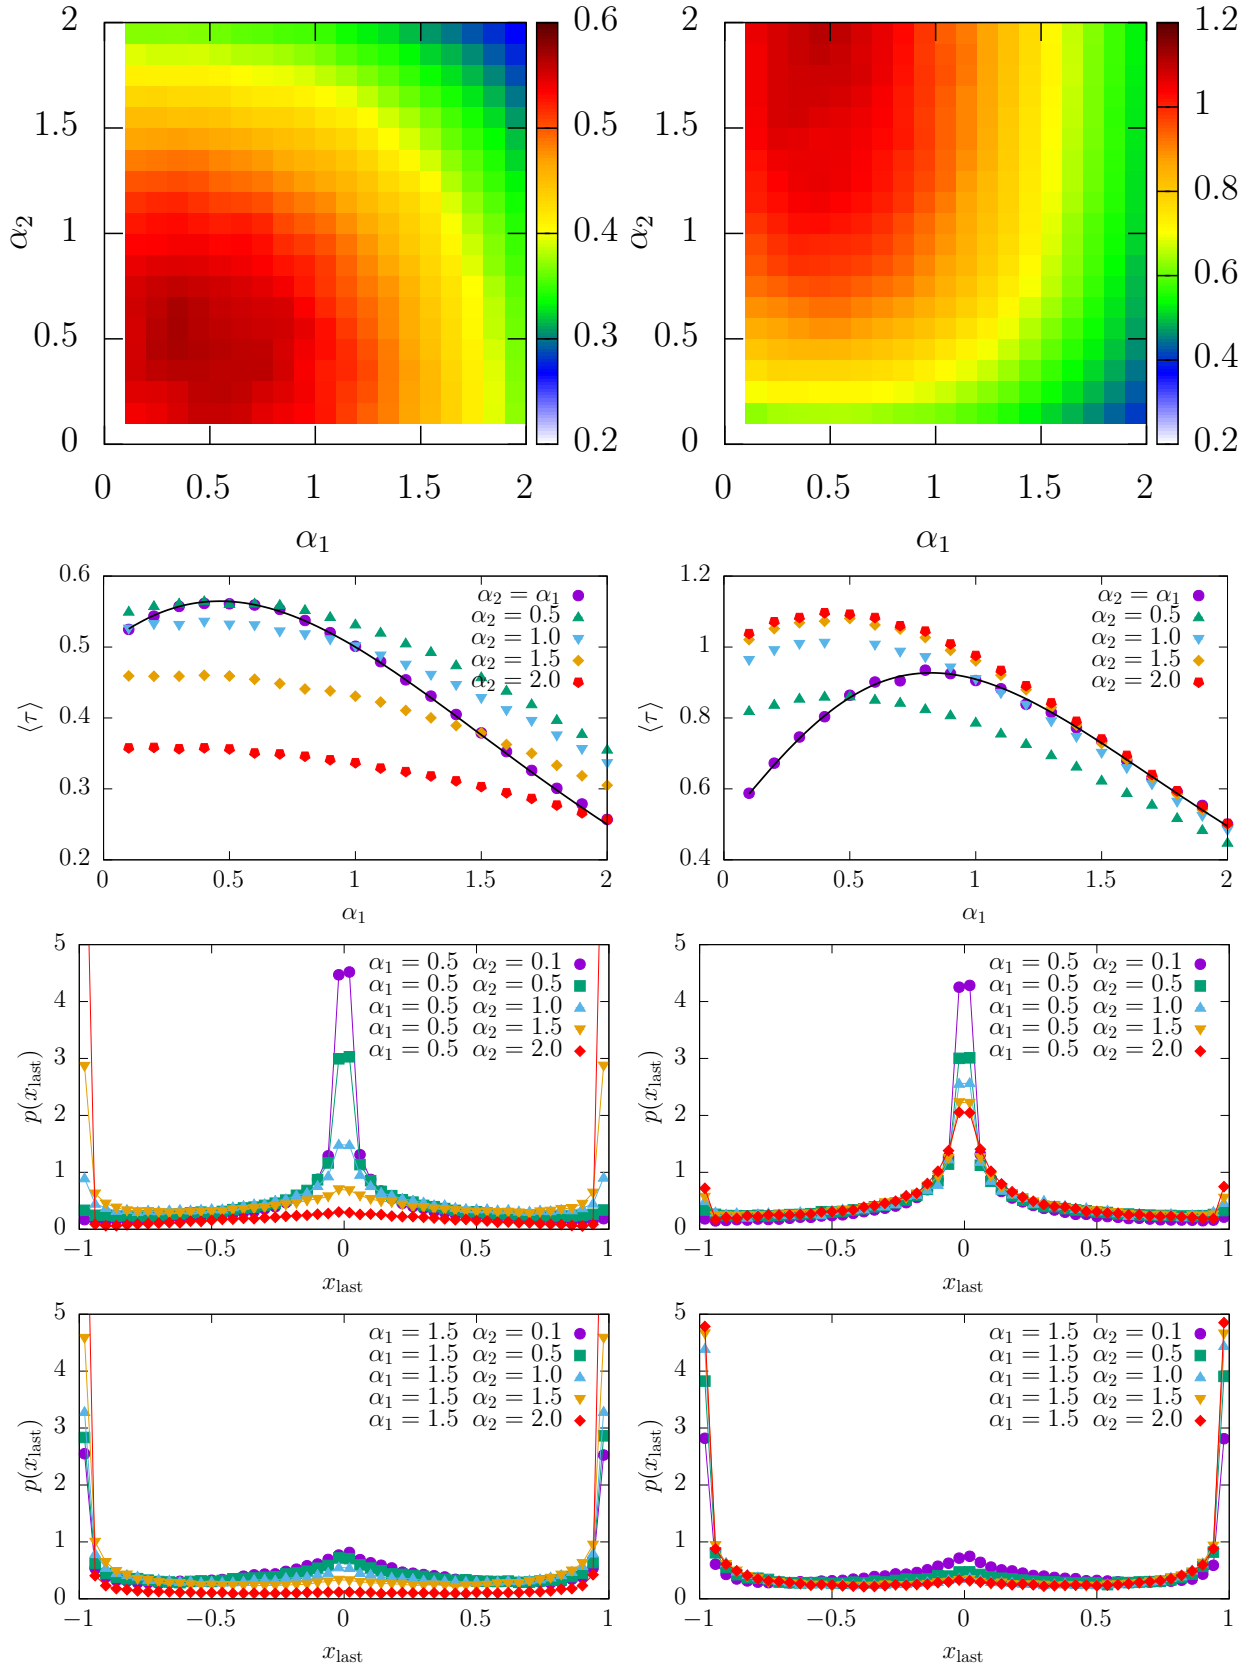 2
1.5
1
0.5
0
α₂
0 0.5 1 1.5 2
α₁
0.6
0.5
0.4
0.3
0.2
2
1.5
1
0.5
0
α₂
0 0.5 1 1.5 2
α₁
1.2
1
0.8
0.6
0.4
0.2
0.6
0.5
0.4
0.3
0.2
⟨τ⟩
α₂ = α₁
α₂ = 0.5
α₂ = 1.0
α₂ = 1.5
α₂ = 2.0
0 0.5 1 1.5 2
α₁
1.2
1
0.8
0.6
0.4
⟨τ⟩
α₂ = α₁
α₂ = 0.5
α₂ = 1.0
α₂ = 1.5
α₂ = 2.0
0 0.5 1 1.5 2
α₁
5
4
3
2
1
0
p(x_last)
α₁ = 0.5 α₂ = 0.1
α₁ = 0.5 α₂ = 0.5
α₁ = 0.5 α₂ = 1.0
α₁ = 0.5 α₂ = 1.5
α₁ = 0.5 α₂ = 2.0
−1 −0.5 0 0.5 1
x_last
5
4
3
2
1
0
p(x_last)
α₁ = 0.5 α₂ = 0.1
α₁ = 0.5 α₂ = 0.5
α₁ = 0.5 α₂ = 1.0
α₁ = 0.5 α₂ = 1.5
α₁ = 0.5 α₂ = 2.0
−1 −0.5 0 0.5 1
x_last
5
4
3
2
1
0
p(x_last)
α₁ = 1.5 α₂ = 0.1
α₁ = 1.5 α₂ = 0.5
α₁ = 1.5 α₂ = 1.0
α₁ = 1.5 α₂ = 1.5
α₁ = 1.5 α₂ = 2.0
−1 −0.5 0 0.5 1
x_last
5
4
3
2
1
0
p(x_last)
α₁ = 1.5 α₂ = 0.1
α₁ = 1.5 α₂ = 0.5
α₁ = 1.5 α₂ = 1.0
α₁ = 1.5 α₂ = 1.5
α₁ = 1.5 α₂ = 2.0
−1 −0.5 0 0.5 1
x_last